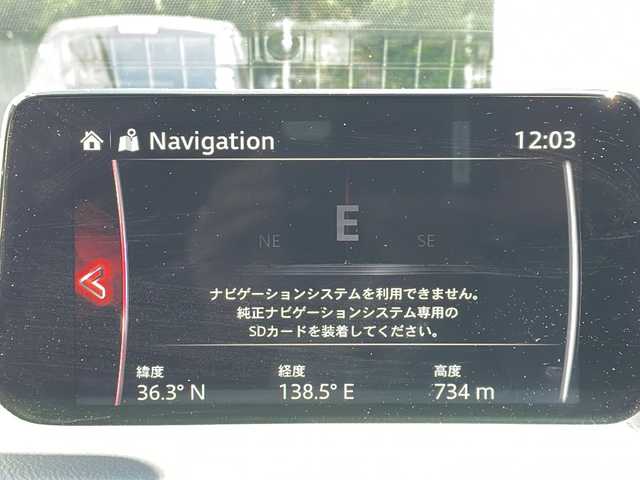 Navigation 12:03
NE E SE
ナビゲーションシステムを利用できません。
純正ナビゲーションシステム専用の
SDカードを装着してください。
緯度 経度 高度
36.3° N 138.5° E 734 m